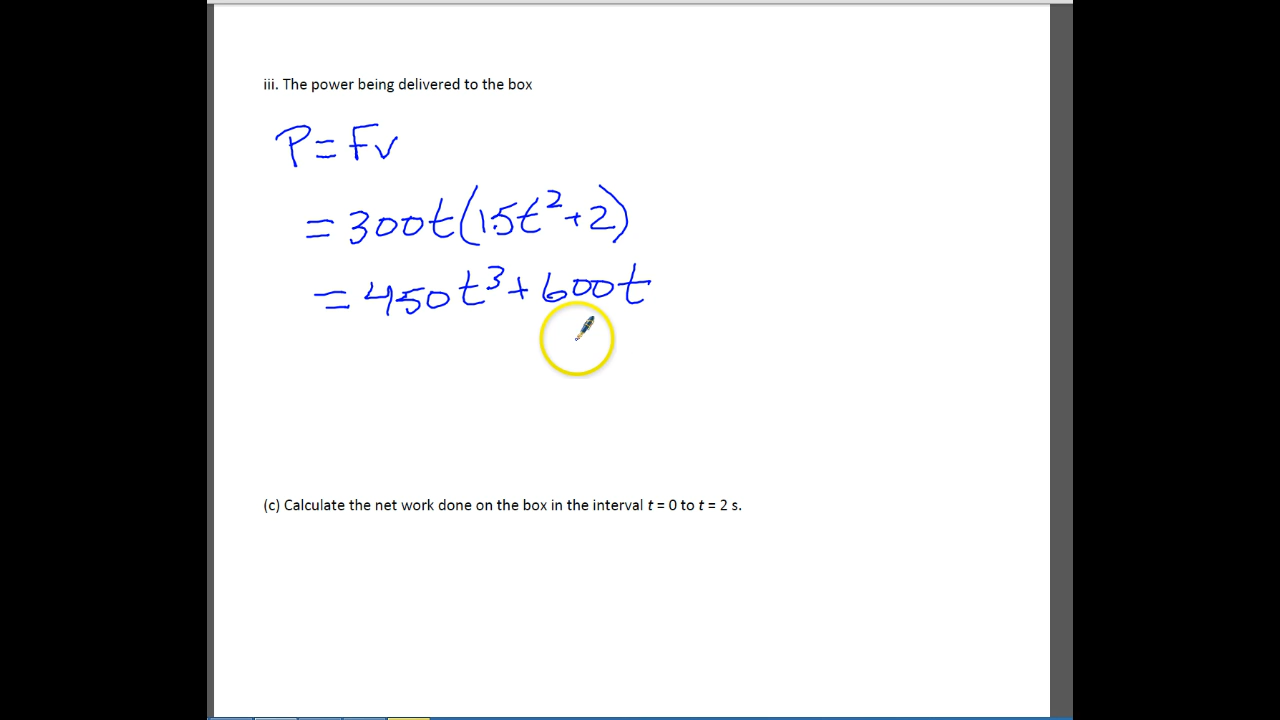 iii. The power being delivered to the box
P = Fv
= 300t(1.5t² + 2)
= 450t³ + 600t
(c) Calculate the net work done on the box in the interval t = 0 to t = 2 s.